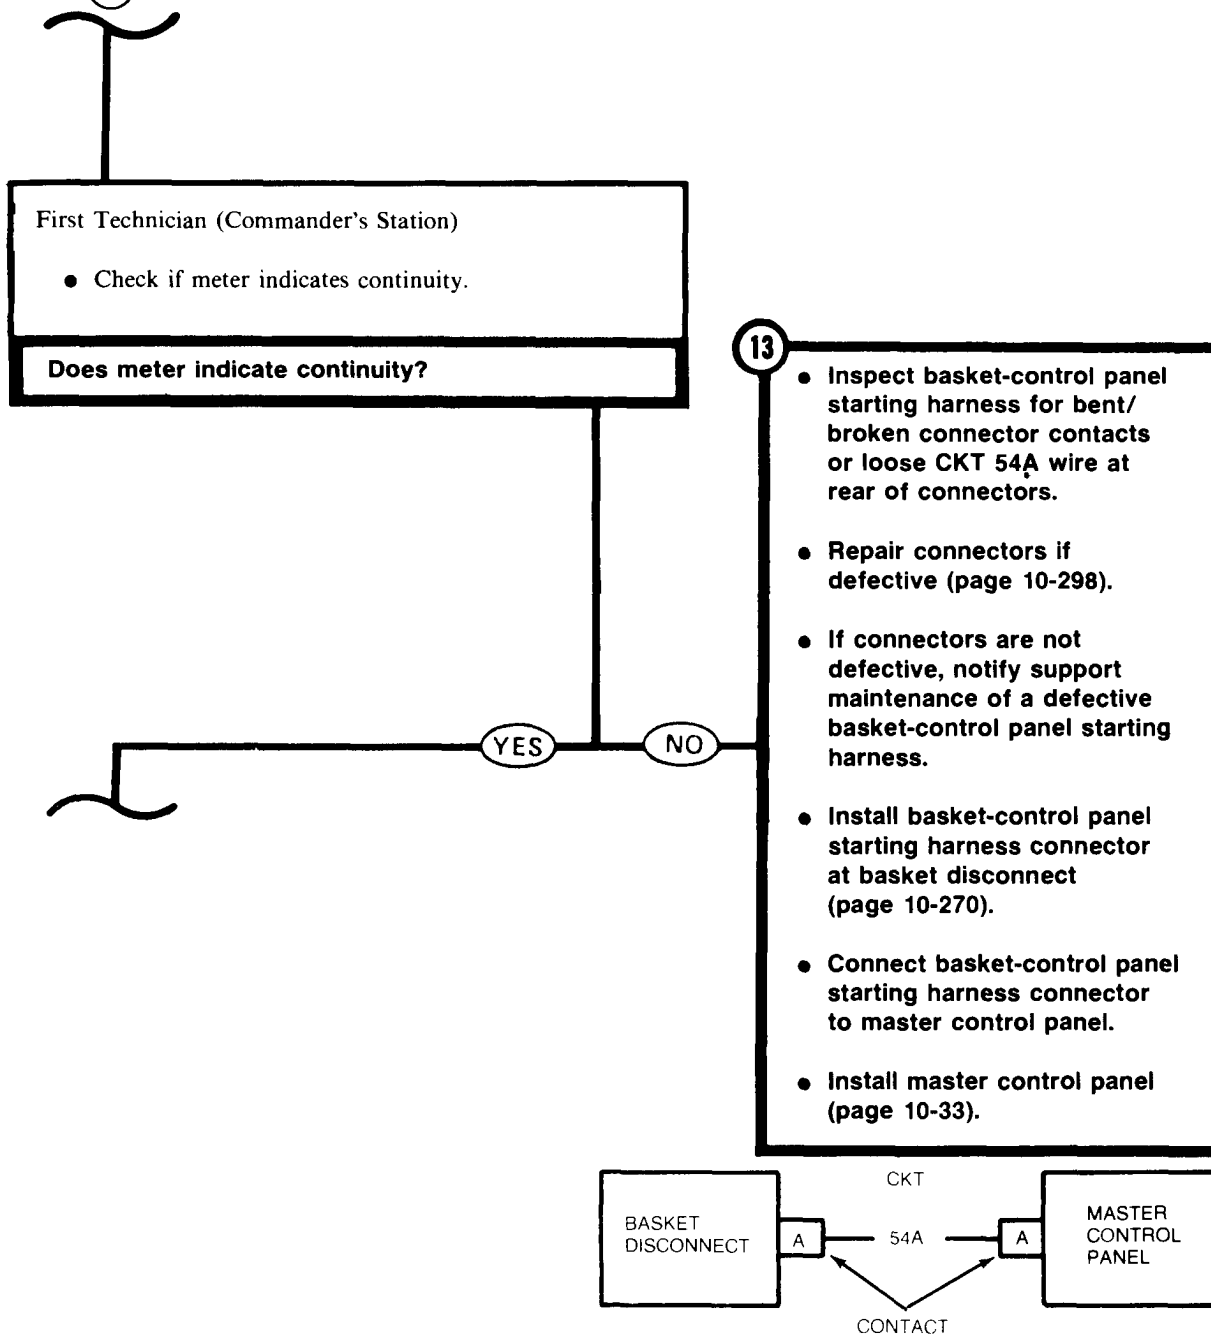 First Technician (Commander's Station)
● Check if meter indicates continuity.
Does meter indicate continuity?
YES
NO
13
● Inspect basket-control panel
starting harness for bent/
broken connector contacts
or loose CKT 54A wire at
rear of connectors.
● Repair connectors if
defective (page 10-298).
● If connectors are not
defective, notify support
maintenance of a defective
basket-control panel starting
harness.
● Install basket-control panel
starting harness connector
at basket disconnect
(page 10-270).
● Connect basket-control panel
starting harness connector
to master control panel.
● Install master control panel
(page 10-33).
CKT
BASKET
DISCONNECT
A
54A
A
MASTER
CONTROL
PANEL
CONTACT